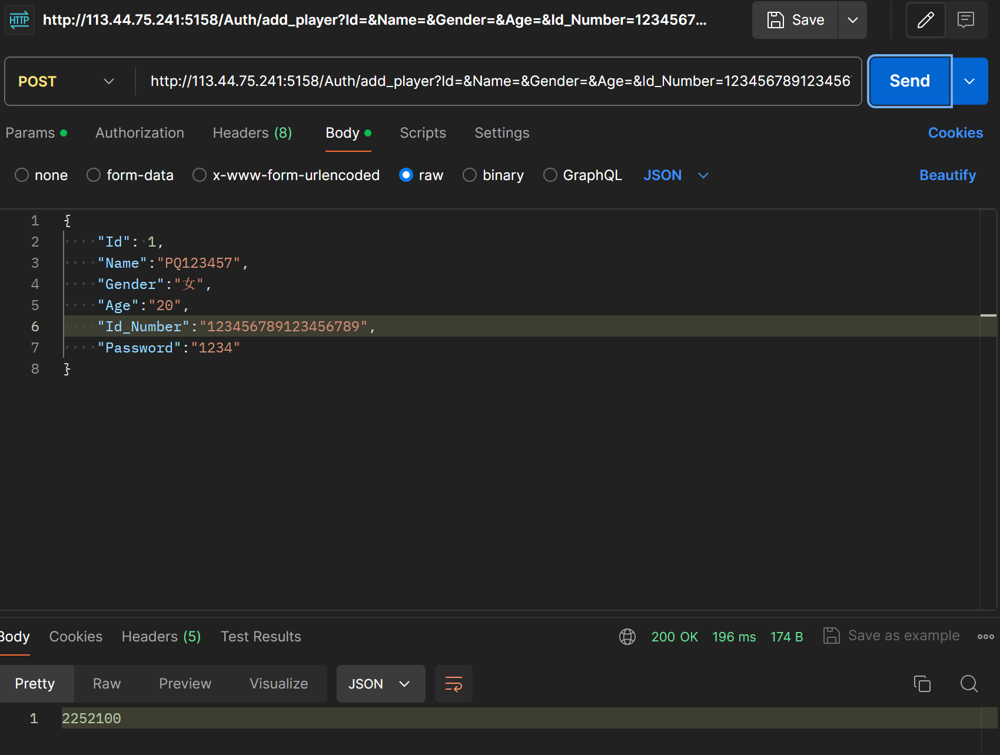 HTTP http://113.44.75.241:5158/Auth/add_player?Id=&Name=&Gender=&Age=&Id_Number=1234567... Save
POST http://113.44.75.241:5158/Auth/add_player?Id=&Name=&Gender=&Age=&Id_Number=123456789123456 Send
Params Authorization Headers (8) Body Scripts Settings Cookies
none form-data x-www-form-urlencoded raw binary GraphQL JSON Beautify
1 {
2 "Id": 1,
3 "Name":"PQ123457",
4 "Gender":"女",
5 "Age":"20",
6 "Id_Number":"123456789123456789",
7 "Password":"1234"
8 }
Body Cookies Headers (5) Test Results 200 OK 196 ms 174 B Save as example
Pretty Raw Preview Visualize JSON
1 2252100